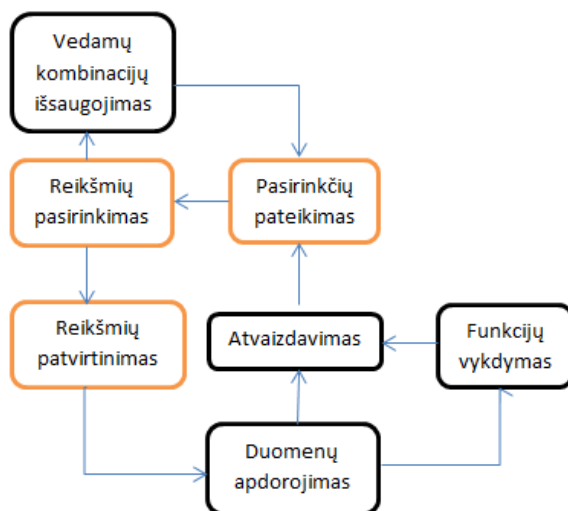 Vedamų
kombinacijų
išsaugojimas
Reikšmių
pasirinkimas
Pasirinkčių
pateikimas
Reikšmių
patvirtinimas
Atvaizdavimas
Funkcijų
vykdymas
Duomenų
apdorojimas